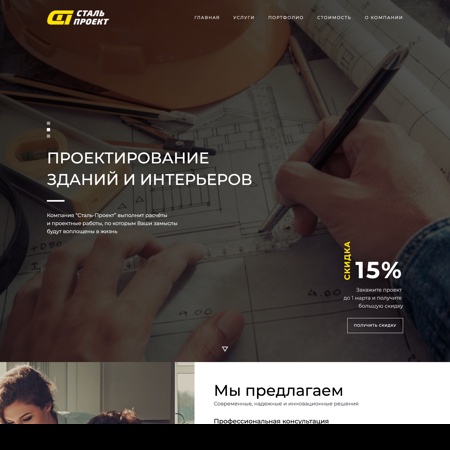 СТАЛЬ
ПРОЕКТ
ГЛАВНАЯ УСЛУГИ ПОРТФОЛИО СТОИМОСТЬ О КОМПАНИИ
ПРОЕКТИРОВАНИЕ
ЗДАНИЙ И ИНТЕРЬЕРОВ
Компания "Сталь-Проект" выполнит расчёты
и проектные работы, по которым Ваши замыслы
будут воплощены в жизнь
СКИДКА
15%
Закажите проект
до 1 марта и получите
большую скидку
ПОЛУЧИТЬ СКИДКУ
Мы предлагаем
Современные, надежные и инновационные решения
Профессиональная консультация